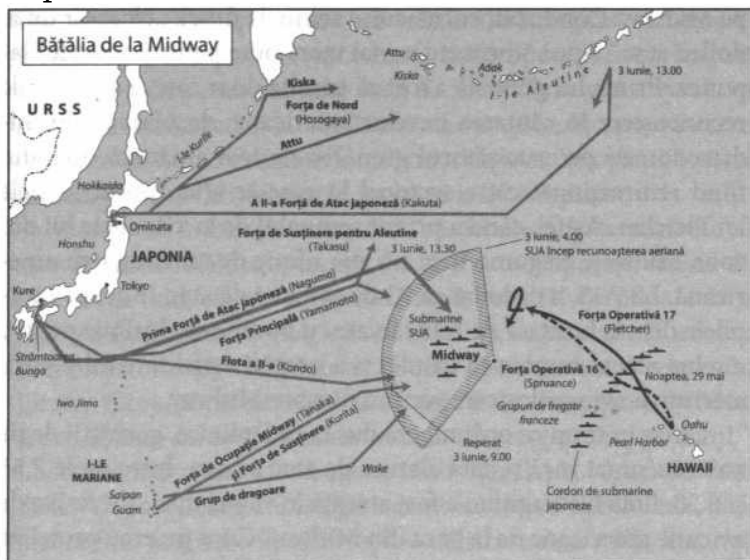 Bătălia de la Midway
URSS
Attu
Kiska
Adak
I-le Aleutine
3 iunie, 13.00
Kiska
Forța de Nord
(Hosogaya)
Attu
I-le Kurile
Hokkaido
Ominata
A II-a Forță de Atac Japoneză (Kakuta)
Forța de Susținere pentru Aleutine
(Takasu)
3 iunie, 13.30
3 iunie, 4.00
SUA încep recunoașterea aeriană
Honshu
JAPONIA
Tokyo
Kure
Prima Forță de Atac Japoneză (Nagumo)
Forța Principală (Yamamoto)
Submarine
SUA
Midway
Forța Operativă 17
(Fletcher)
Strâmtoarea
Bunga
Flota a II-a (Kondo)
Forța Operativă 16
(Spruance)
Noaptea, 29 mai
Iwo Jima
Forța de Ocupație Midway (Tanaka)
și Forța de Susținere (Kurita)
Grupuri de fregate
franceze
Oahu
Pearl Harbor
HAWAII
I-LE
MARIANE
Wake
Reperat
3 iunie, 9.00
Saipan
Guam
Grup de dragoare
Cordon de submarine
japoneze